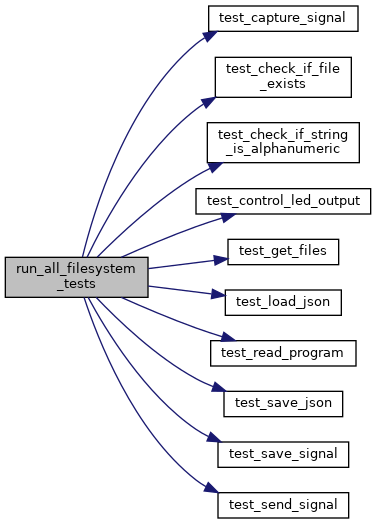 test_capture_signal
test_check_if_file
_exists
test_check_if_string
_is_alphanumeric
test_control_led_output
run_all_filesystem
_tests
test_get_files
test_load_json
test_read_program
test_save_json
test_save_signal
test_send_signal